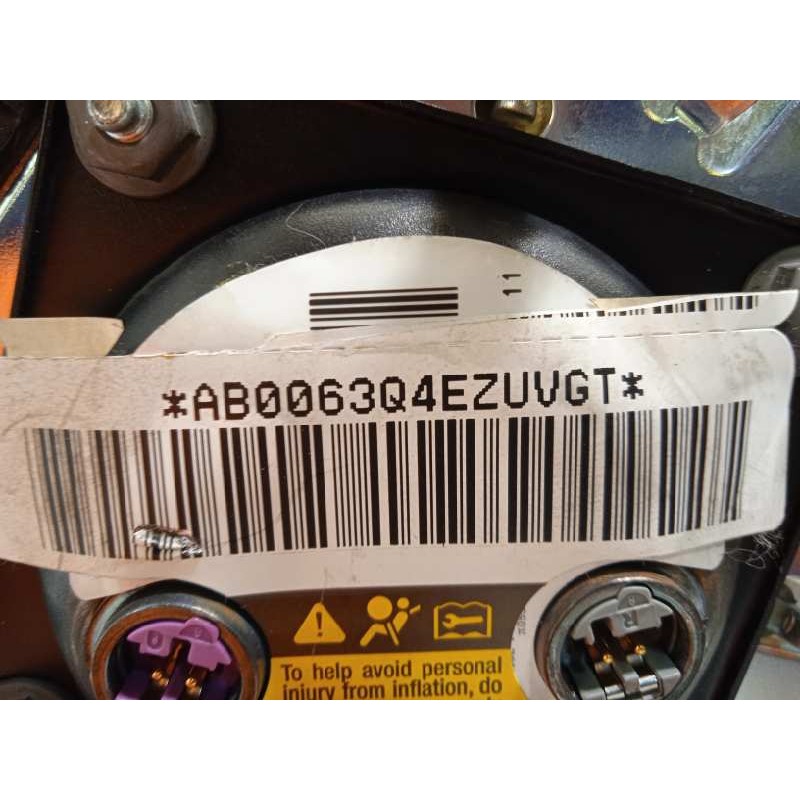 11
*AB0063Q4EZUVGT*
To help avoid personal
injury from inflation, do